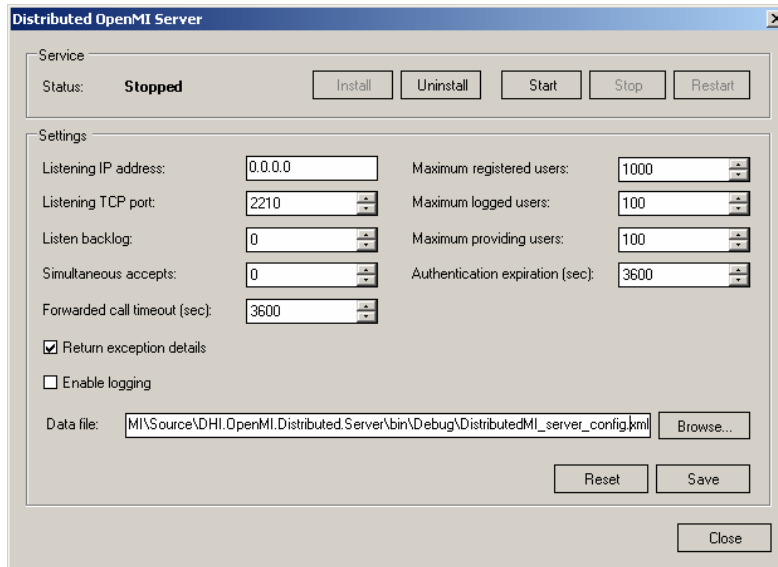 Distributed OpenMI Server
Service
Status: Stopped Install Uninstall Start Stop Restart
Settings
Listening IP address: 0.0.0.0 Maximum registered users: 1000
Listening TCP port: 2210 Maximum logged users: 100
Listen backlog: 0 Maximum providing users: 100
Simultaneous accepts: 0 Authentication expiration (sec): 3600
Forwarded call timeout (sec): 3600
Return exception details
Enable logging
Data file: MI\Source\DHI.OpenMI.Distributed.Server\bin\Debug\DistributedMI_server_config.xml Browse...
Reset Save
Close